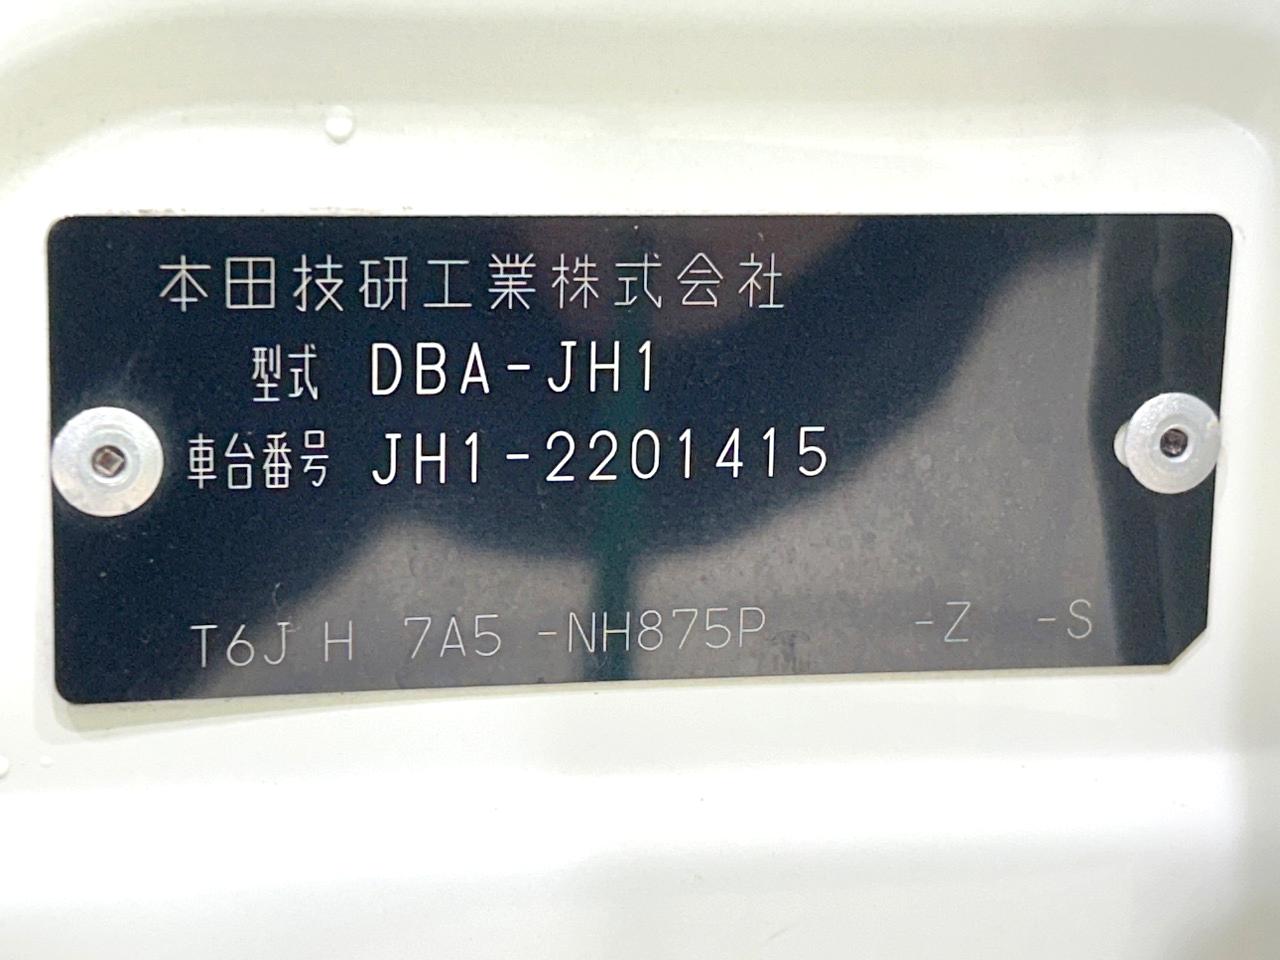 本田技研工業株式会社
型式 DBA-JH1
車台番号 JH1-2201415
T6J H 7A5 -NH875P -Z -S